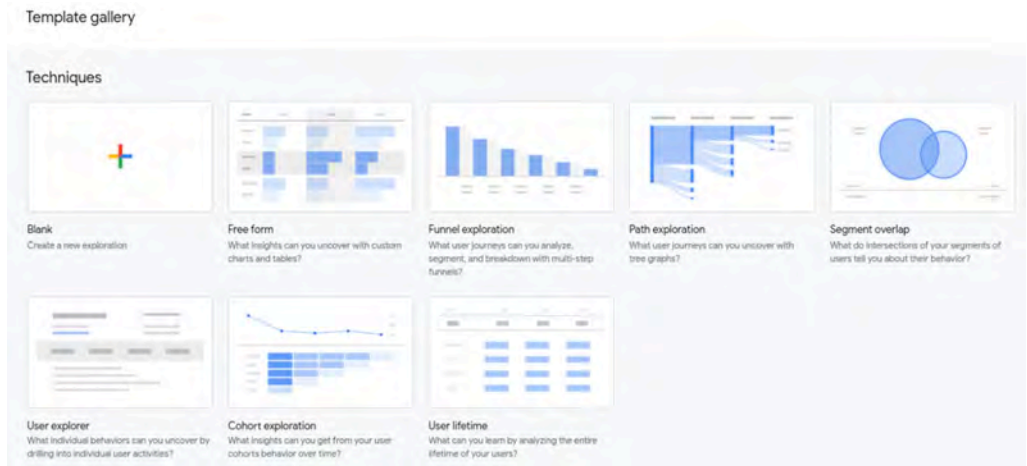 Template gallery
Techniques
Blank
Create a new exploration
Free form
What insights can you uncover with custom
charts and tables?
Funnel exploration
What user journeys can you analyze,
segment, and breakdown with multi-step
funnels?
Path exploration
What user journeys can you uncover with
tree graphs?
Segment overlap
What do intersections of your segments of
users tell you about their behavior?
User explorer
What individual behaviors can you uncover by
drilling into individual user activities?
Cohort exploration
What insights can you get from your user
cohorts behavior over time?
User lifetime
What can you learn by analyzing the entire
lifetime of your users?